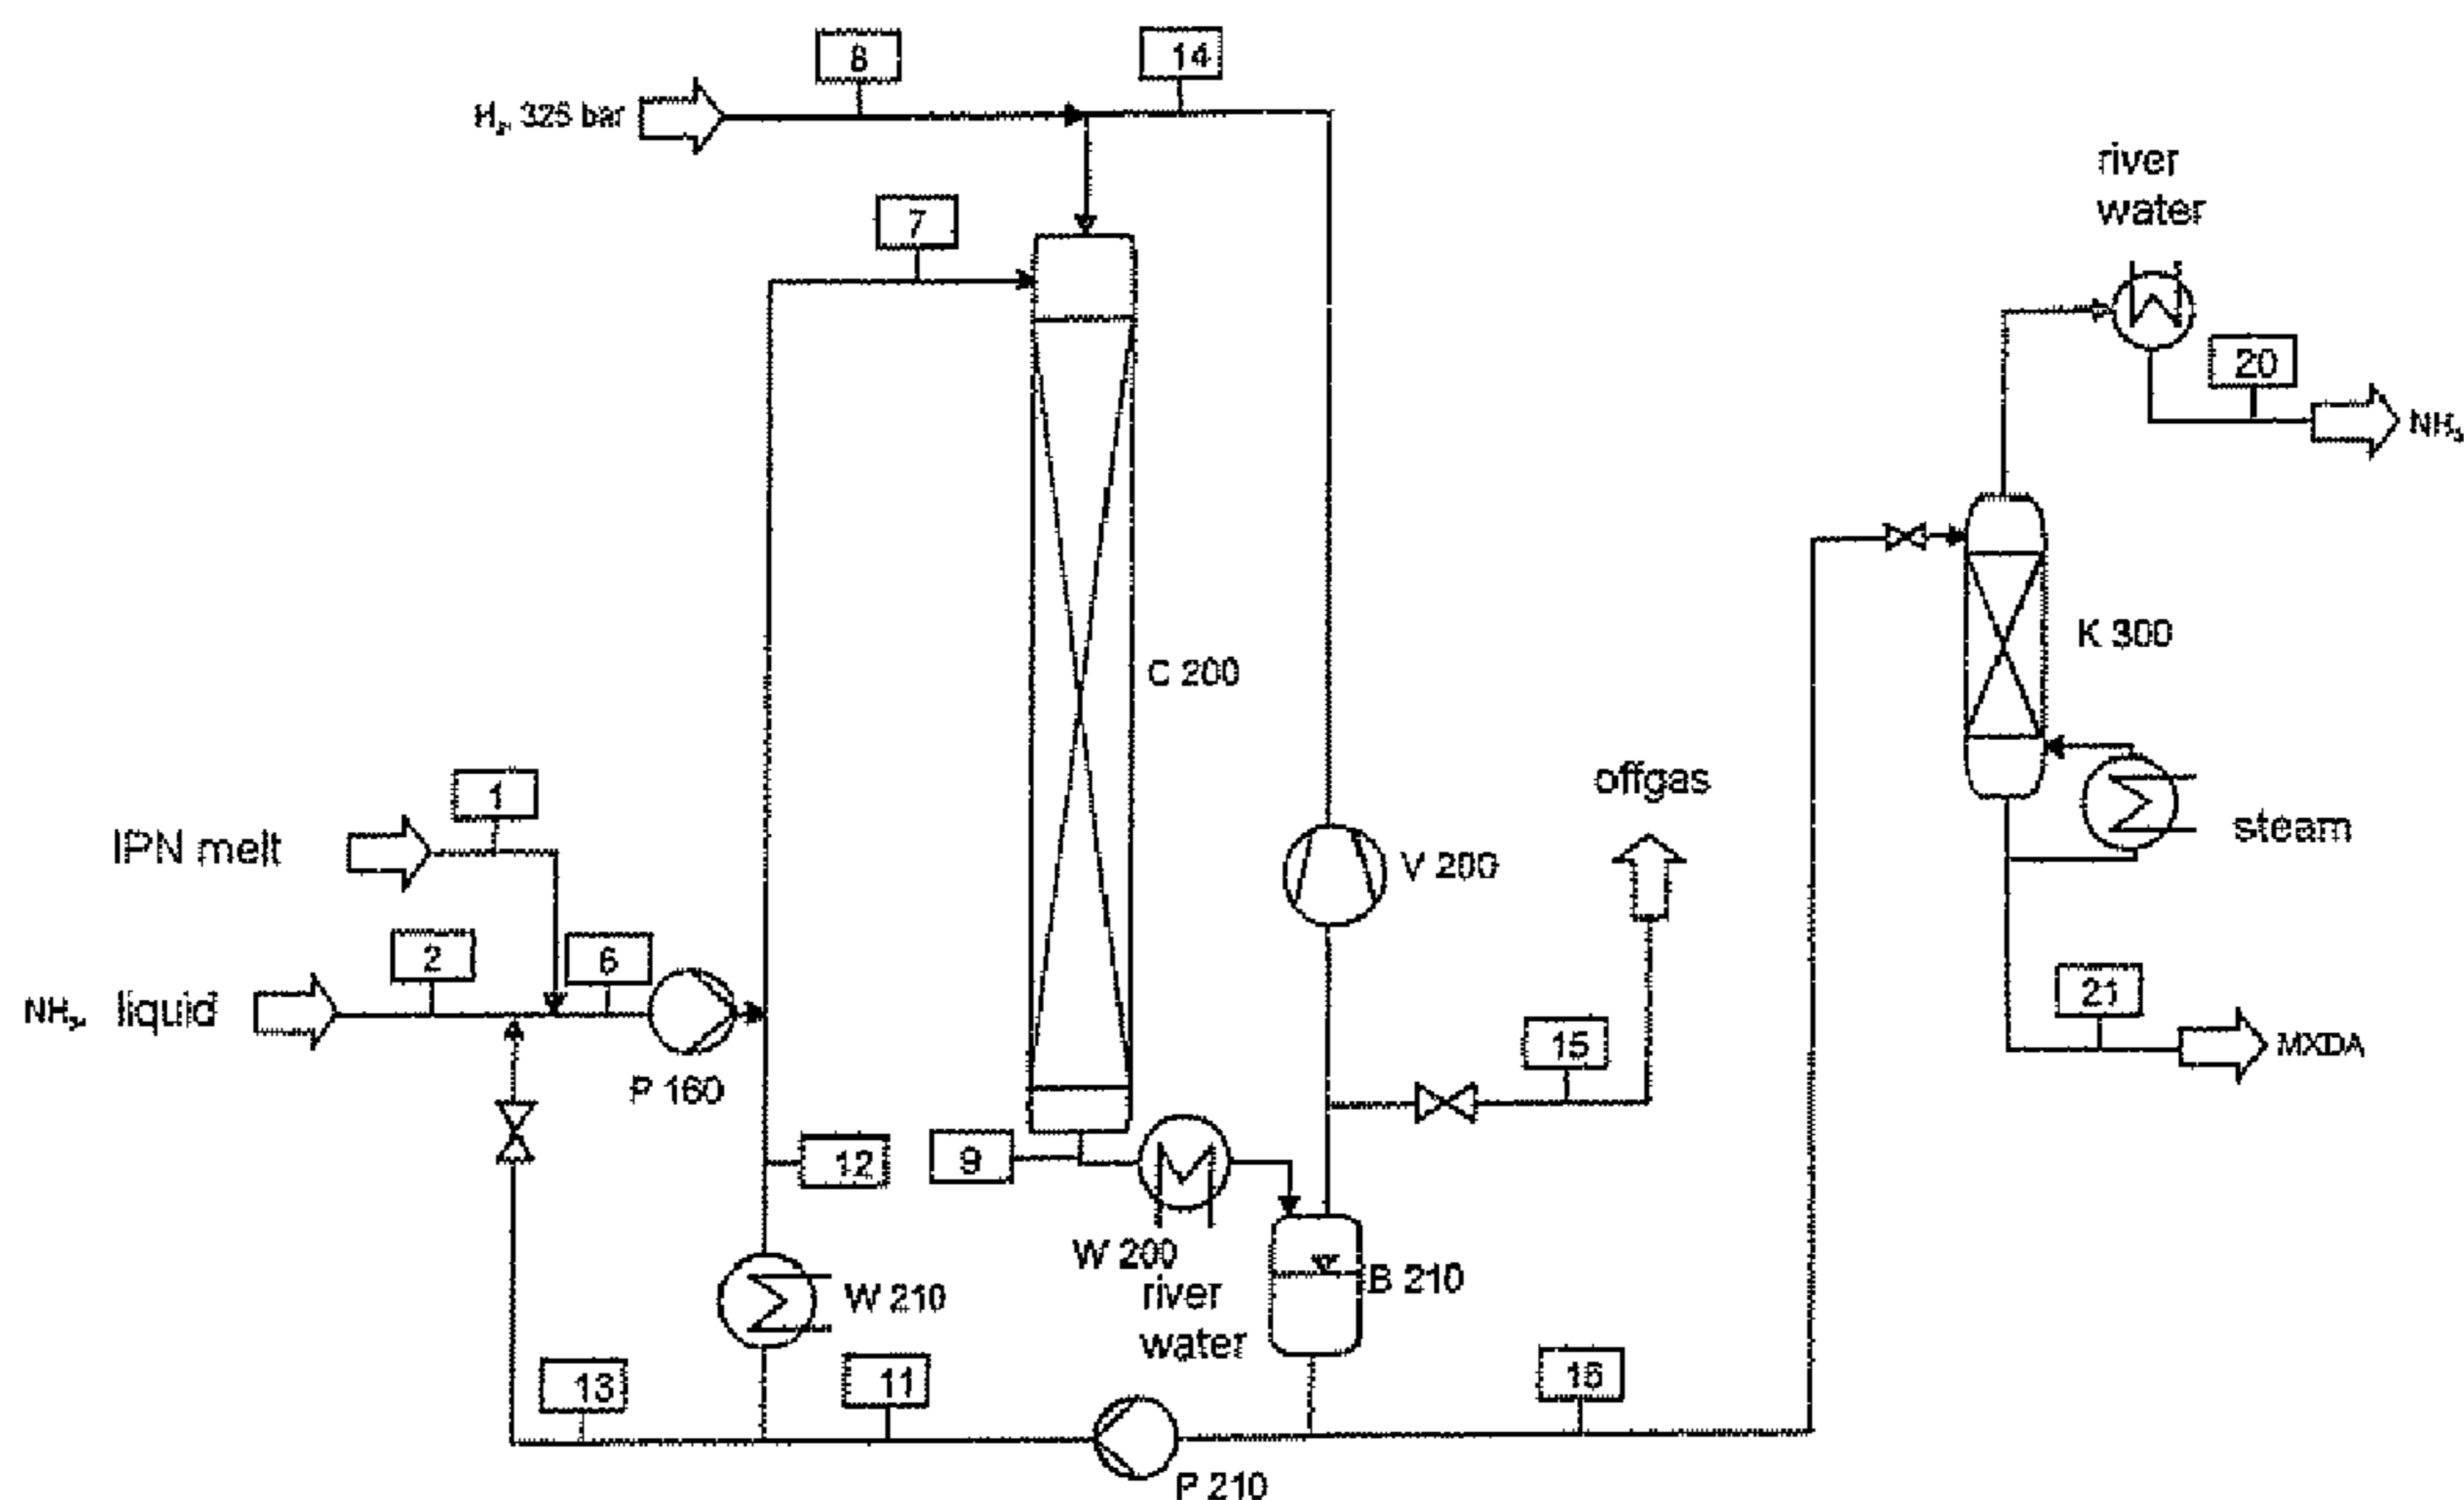 8
14
H₂, 325 bar
river
water
7
20
NH₃
K 300
C 200
offgas
1
IPN melt
V 200
steam
2
6
NH₃, liquid
21
15
MXDA
P 160
12
9
W 200
river
water
B 210
W 210
13
11
16
P 210